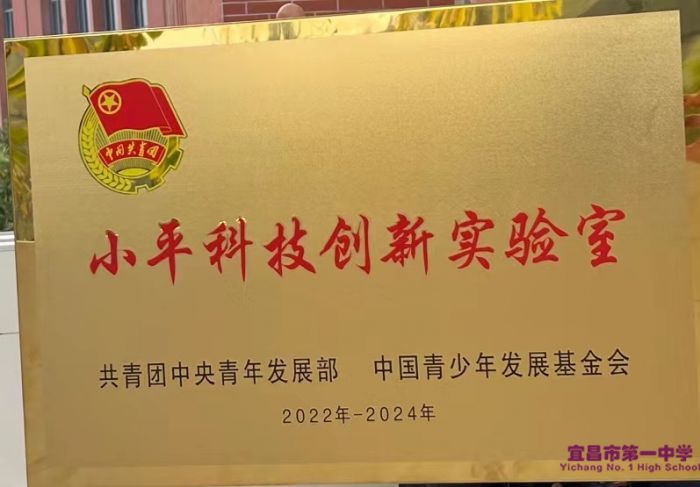 中国共青团
小平科技创新实验室
共青团中央青年发展部 中国青少年发展基金会
2022年-2024年
宜昌市第一中学
Yichang No. 1 High School